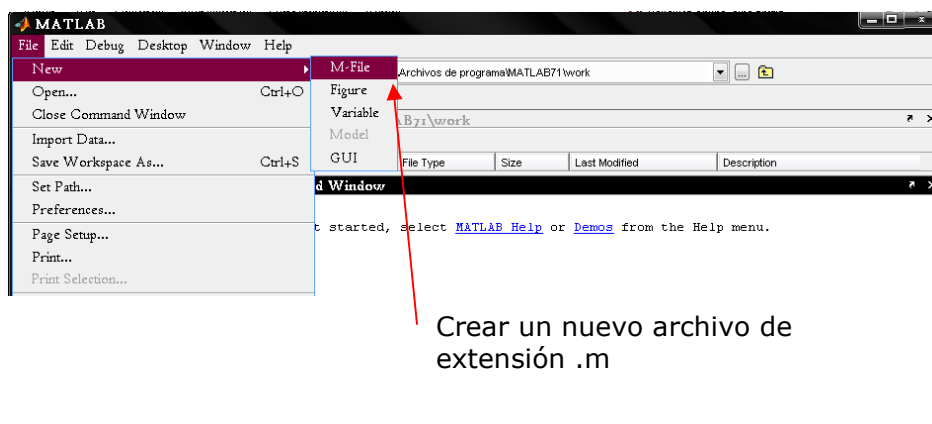 MATLAB
File Edit Debug Desktop Window Help
New
M-File
Archivos de programa\MATLAB71\work
Open... Ctrl+O
Figure
Close Command Window
Variable
AB71\work
Import Data...
Model
Save Workspace As... Ctrl+S
GUI
File Type Size Last Modified Description
Set Path...
d Window
Preferences...
Page Setup...
t started, select MATLAB Help or Demos from the Help menu.
Print...
Print Selection...
Crear un nuevo archivo de
extensión .m